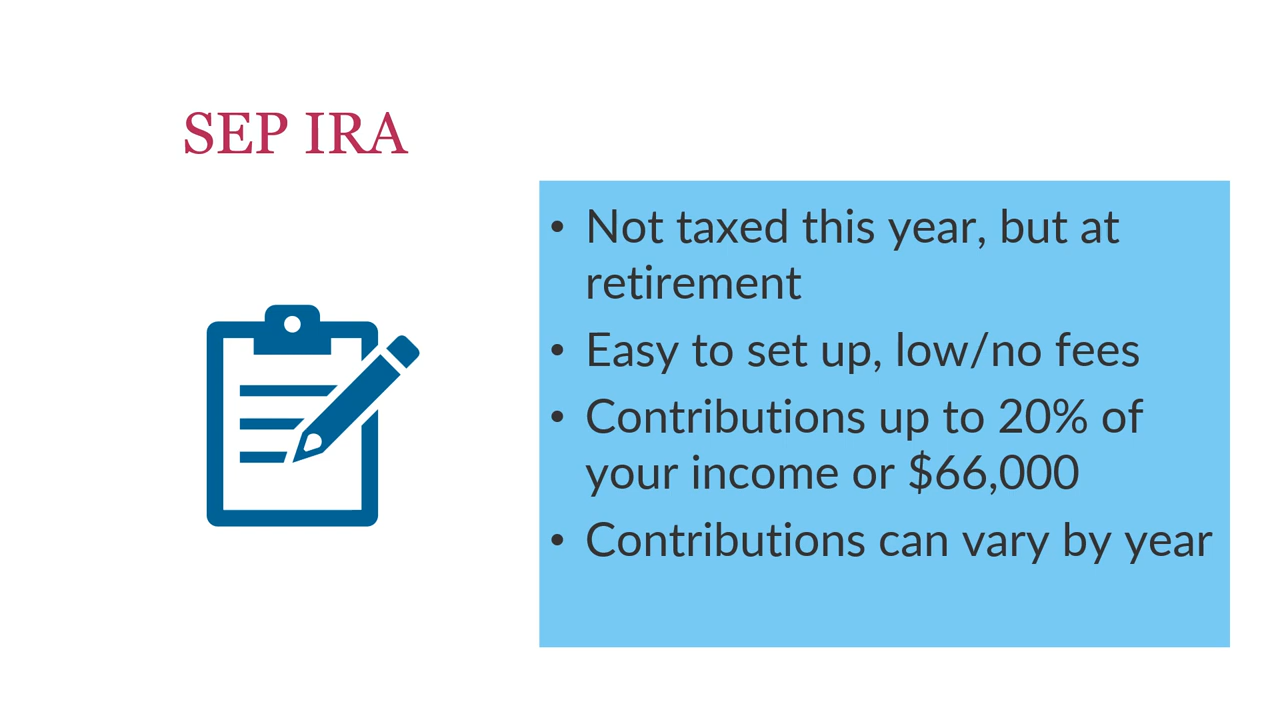 SEP IRA
• Not taxed this year, but at
retirement
• Easy to set up, low/no fees
• Contributions up to 20% of
your income or $66,000
• Contributions can vary by year